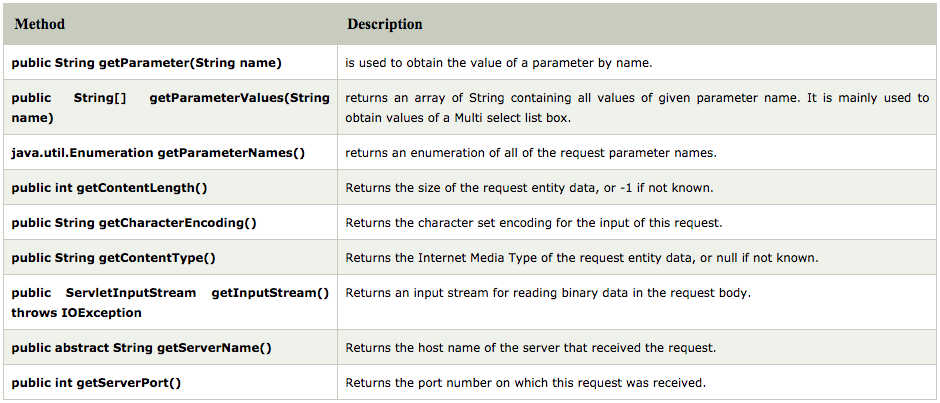 Method Description
public String getParameter(String name) is used to obtain the value of a parameter by name.
public String[] getParameterValues(String returns an array of String containing all values of given parameter name. It is mainly used to
name) obtain values of a Multi select list box.
java.util.Enumeration getParameterNames() returns an enumeration of all of the request parameter names.
public int getContentLength() Returns the size of the request entity data, or -1 if not known.
public String getCharacterEncoding() Returns the character set encoding for the input of this request.
public String getContentType() Returns the Internet Media Type of the request entity data, or null if not known.
public ServletInputStream getInputStream() Returns an input stream for reading binary data in the request body.
throws IOException
public abstract String getServerName() Returns the host name of the server that received the request.
public int getServerPort() Returns the port number on which this request was received.